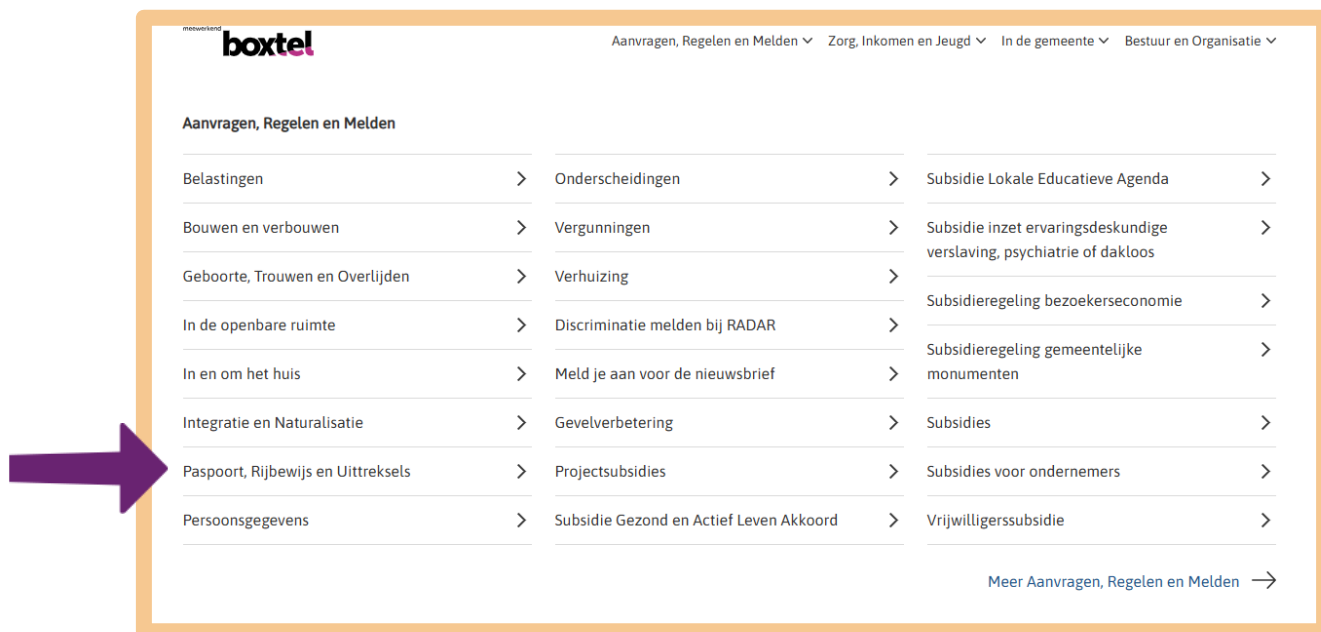 meewerkend
boxtel
Aanvragen, Regelen en Melden
Zorg, Inkomen en Jeugd
In de gemeente
Bestuur en Organisatie
Aanvragen, Regelen en Melden
Belastingen
Bouwen en verbouwen
Geboorte, Trouwen en Overlijden
In de openbare ruimte
In en om het huis
Integratie en Naturalisatie
Paspoort, Rijbewijs en Uittreksels
Persoonsgegevens
Onderscheidingen
Vergunningen
Verhuizing
Discriminatie melden bij RADAR
Meld je aan voor de nieuwsbrief
Gevelverbetering
Projectsubsidies
Subsidie Gezond en Actief Leven Akkoord
Subsidie Lokale Educatieve Agenda
Subsidie inzet ervaringsdeskundige
verslaving, psychiatrie of dakloos
Subsidieregeling bezoekerseconomie
Subsidieregeling gemeentelijke
monumenten
Subsidies
Subsidies voor ondernemers
Vrijwilligerssubsidie
Meer Aanvragen, Regelen en Melden